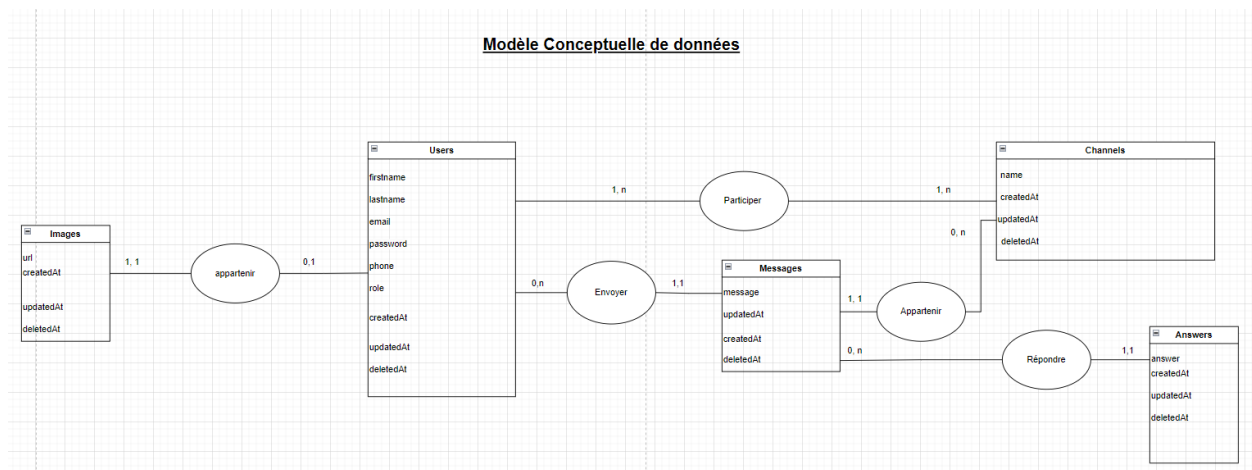 Modèle Conceptuelle de données
Users
firstname
lastname
email
password
phone
role
createdAt
updatedAt
deletedAt
Channels
name
createdAt
updatedAt
deletedAt
1, n
Participer
1, n
0, n
Images
url
createdAt
updatedAt
deletedAt
1, 1
appartenir
0,1
0,n
Envoyer
1,1
Messages
message
updatedAt
createdAt
deletedAt
1, 1
Appartenir
0, n
Répondre
1,1
Answers
answer
createdAt
updatedAt
deletedAt